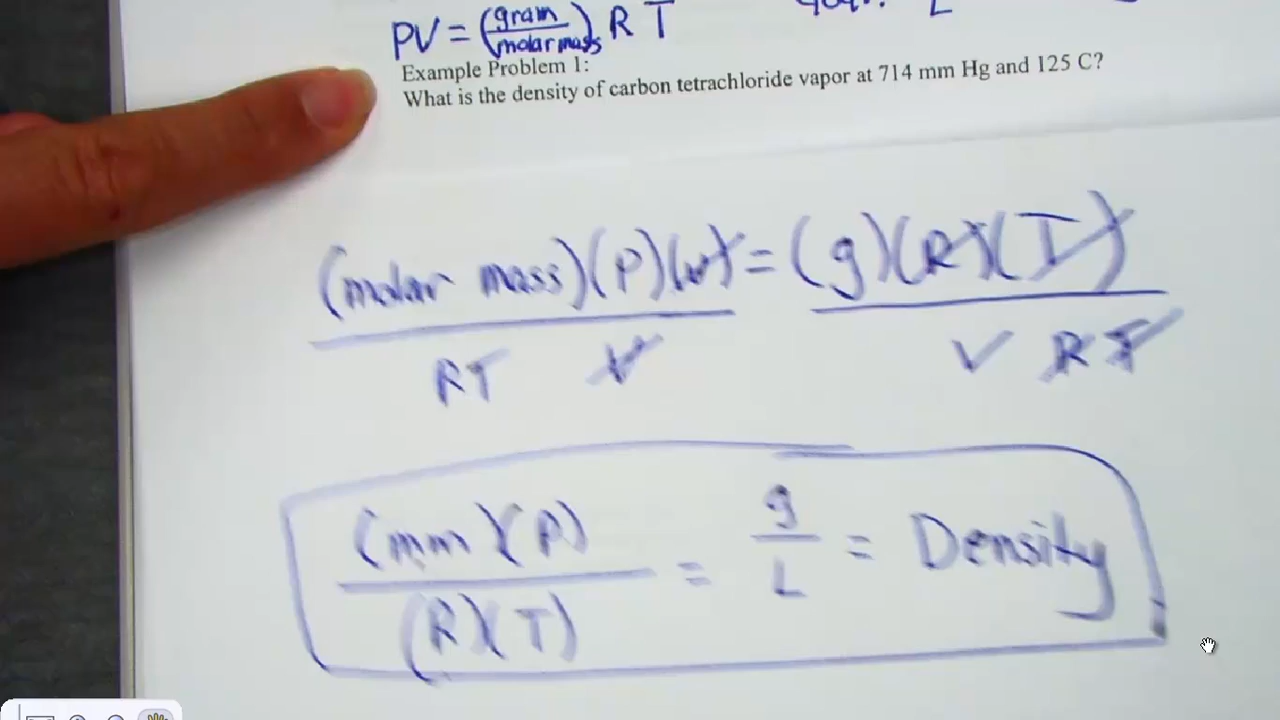 PV = (gram/molar mass) R T
Example Problem 1:
What is the density of carbon tetrachloride vapor at 714 mm Hg and 125 C?
(molar mass)(P)(V) = (g)(R)(T)
RT V V R T
(mm)(P) / (R)(T) = g/L = Density